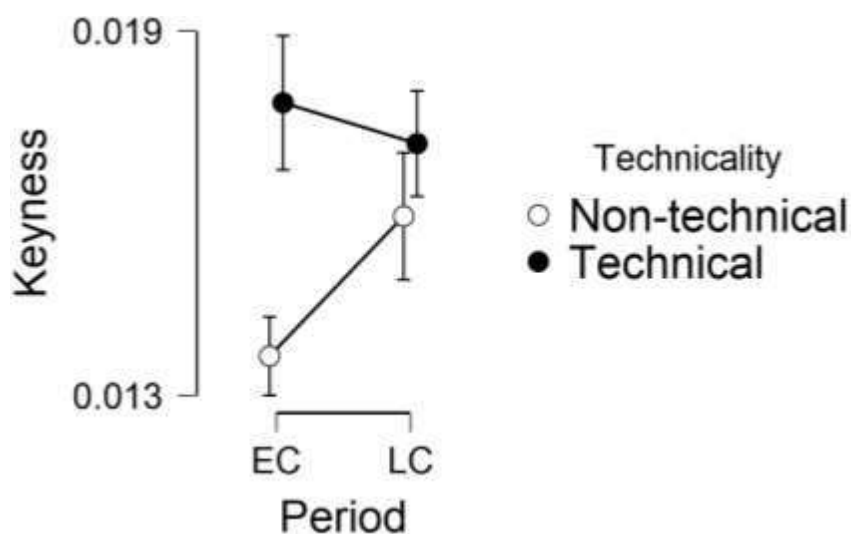 0.019
Keyness
0.013
EC
LC
Period
Technicality
Non-technical
Technical